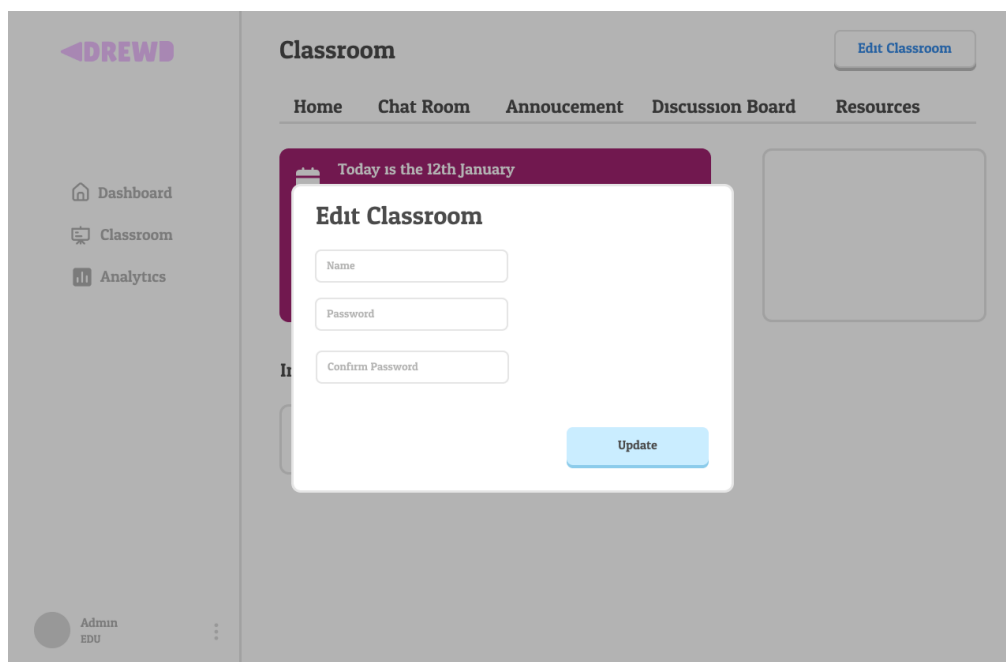 DREWD
Classroom
Edit Classroom
Home Chat Room Annoucement Discussion Board Resources
Today is the 12th January
Dashboard
Classroom
Analytics
Edit Classroom
Name
Password
Confirm Password
Update
Admin
EDU